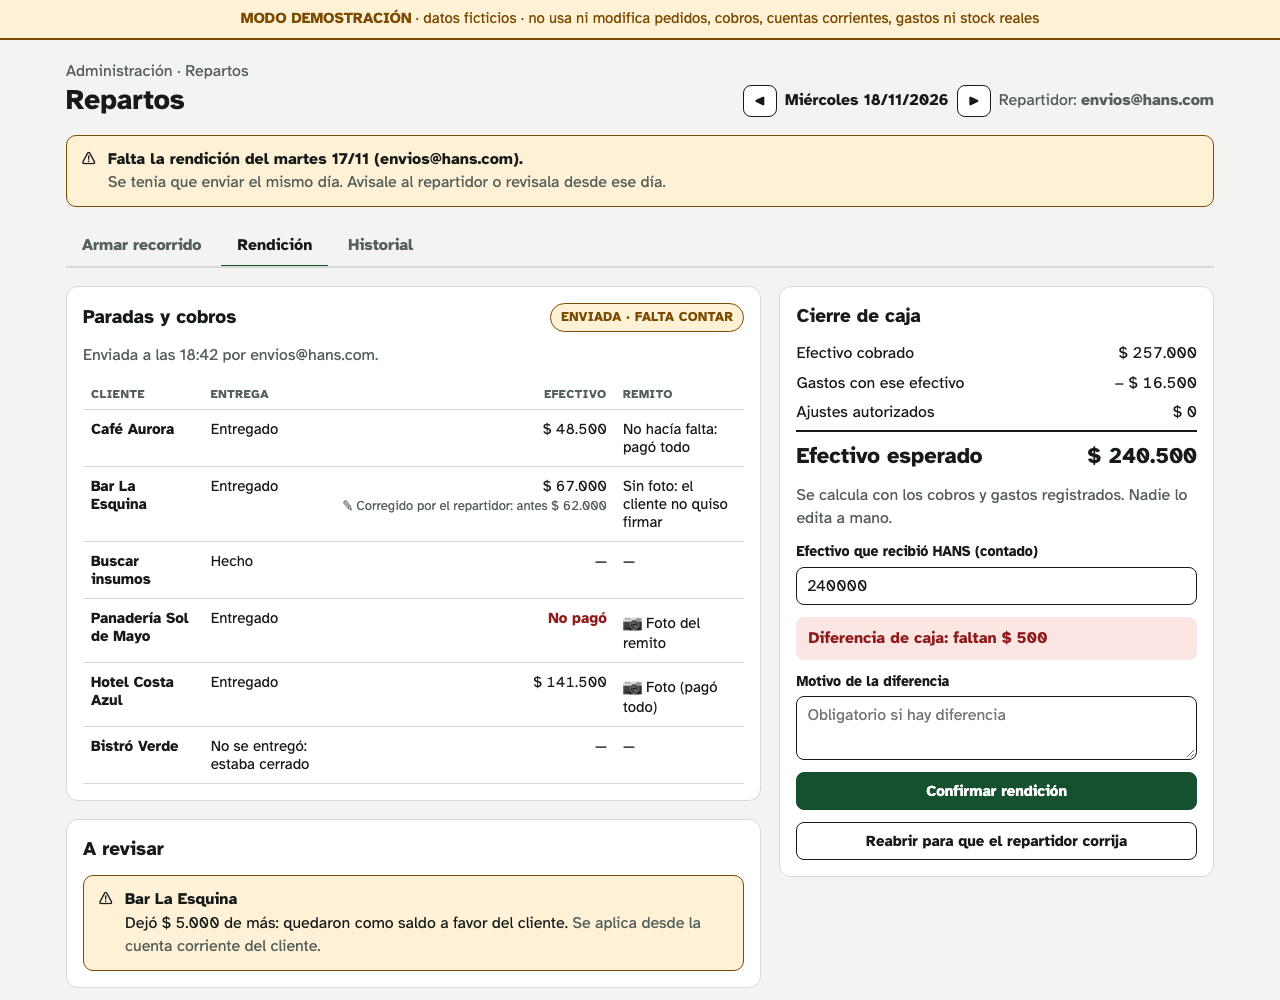 MODO DEMOSTRACIÓN · datos ficticios · no usa ni modifica pedidos, cobros, cuentas corrientes, gastos ni stock reales
Administración · Repartos
Repartos
◄ Miércoles 18/11/2026 ► Repartidor: envios@hans.com
⚠ Falta la rendición del martes 17/11 (envios@hans.com).
Se tenía que enviar el mismo día. Avisale al repartidor o revisala desde ese día.
Armar recorrido Rendición Historial
Paradas y cobros ENVIADA · FALTA CONTAR
Enviada a las 18:42 por envios@hans.com.
CLIENTE ENTREGA EFECTIVO REMITO
Café Aurora Entregado $ 48.500 No hacía falta:
pagó todo
Bar La Entregado $ 67.000 Sin foto: el
Esquina ✎ Corregido por el repartidor: antes $ 62.000 cliente no quiso
firmar
Buscar Hecho — —
insumos
Panadería Sol Entregado No pagó 📷 Foto del
de Mayo remito
Hotel Costa Entregado $ 141.500 📷 Foto (pagó
Azul todo)
Bistró Verde No se entregó: — —
estaba cerrado
A revisar
⚠ Bar La Esquina
Dejó $ 5.000 de más: quedaron como saldo a favor del cliente. Se aplica desde la
cuenta corriente del cliente.
Cierre de caja
Efectivo cobrado $ 257.000
Gastos con ese efectivo – $ 16.500
Ajustes autorizados $ 0
Efectivo esperado $ 240.500
Se calcula con los cobros y gastos registrados. Nadie lo
edita a mano.
Efectivo que recibió HANS (contado)
240000
Diferencia de caja: faltan $ 500
Motivo de la diferencia
Obligatorio si hay diferencia
Confirmar rendición
Reabrir para que el repartidor corrija